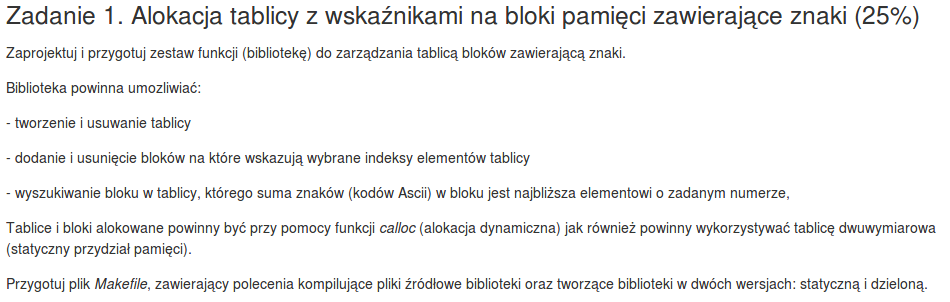 Zadanie 1. Alokacja tablicy z wskaźnikami na bloki pamięci zawierające znaki (25%)
Zaprojektuj i przygotuj zestaw funkcji (bibliotekę) do zarządzania tablicą bloków zawierającą znaki.
Biblioteka powinna umozliwiać:
- tworzenie i usuwanie tablicy
- dodanie i usunięcie bloków na które wskazują wybrane indeksy elementów tablicy
- wyszukiwanie bloku w tablicy, którego suma znaków (kodów Ascii) w bloku jest najbliższa elementowi o zadanym numerze,
Tablice i bloki alokowane powinny być przy pomocy funkcji calloc (alokacja dynamiczna) jak również powinny wykorzystywać tablicę dwuwymiarowa
(statyczny przydział pamięci).
Przygotuj plik Makefile, zawierający polecenia kompilujące pliki źródłowe biblioteki oraz tworzące biblioteki w dwóch wersjach: statyczną i dzieloną.